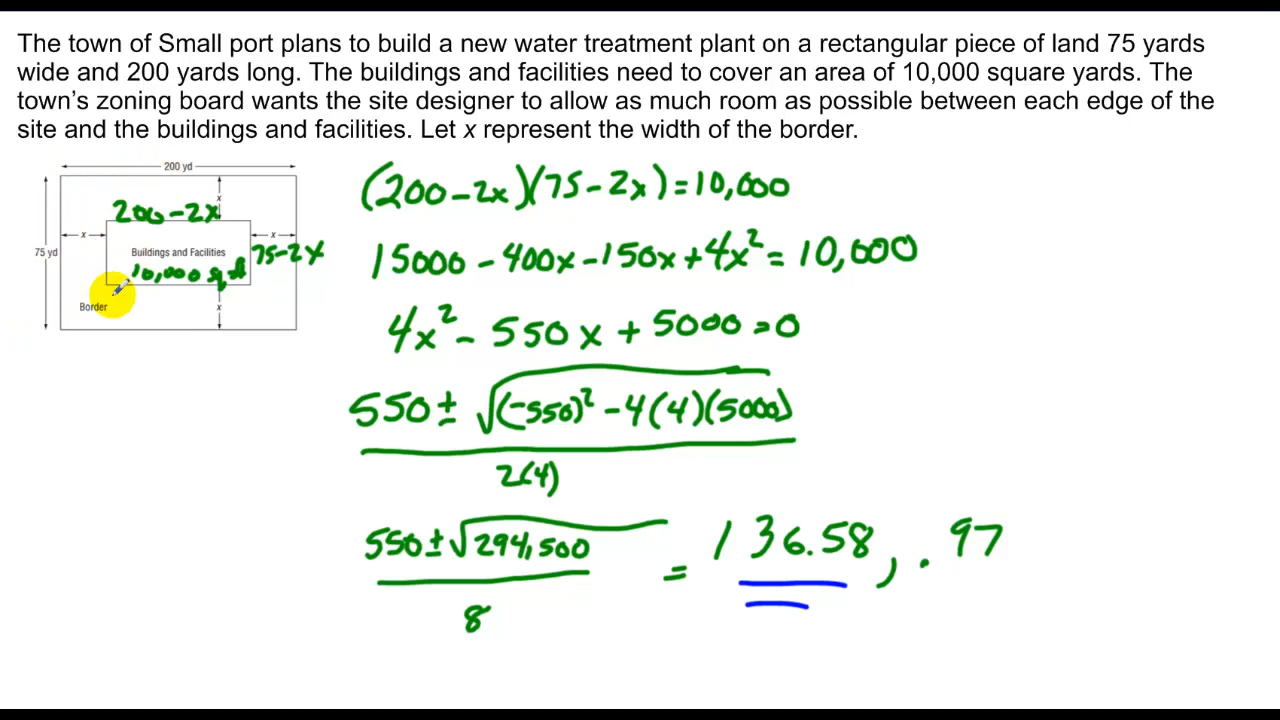 The town of Small port plans to build a new water treatment plant on a rectangular piece of land 75 yards
wide and 200 yards long. The buildings and facilities need to cover an area of 10,000 square yards. The
town’s zoning board wants the site designer to allow as much room as possible between each edge of the
site and the buildings and facilities. Let x represent the width of the border.
200 yd
x
200-2x
x
x
75 yd
Buildings and Facilities
75-2x
10,000 sq
Border
x
(200-2x)(75-2x)=10,000
15000-400x-150x+4x²=10,000
4x²-550x+5000=0
550±√(-550)²-4(4)(5000)
2(4)
550±√294,500
8
= 136.58, .97